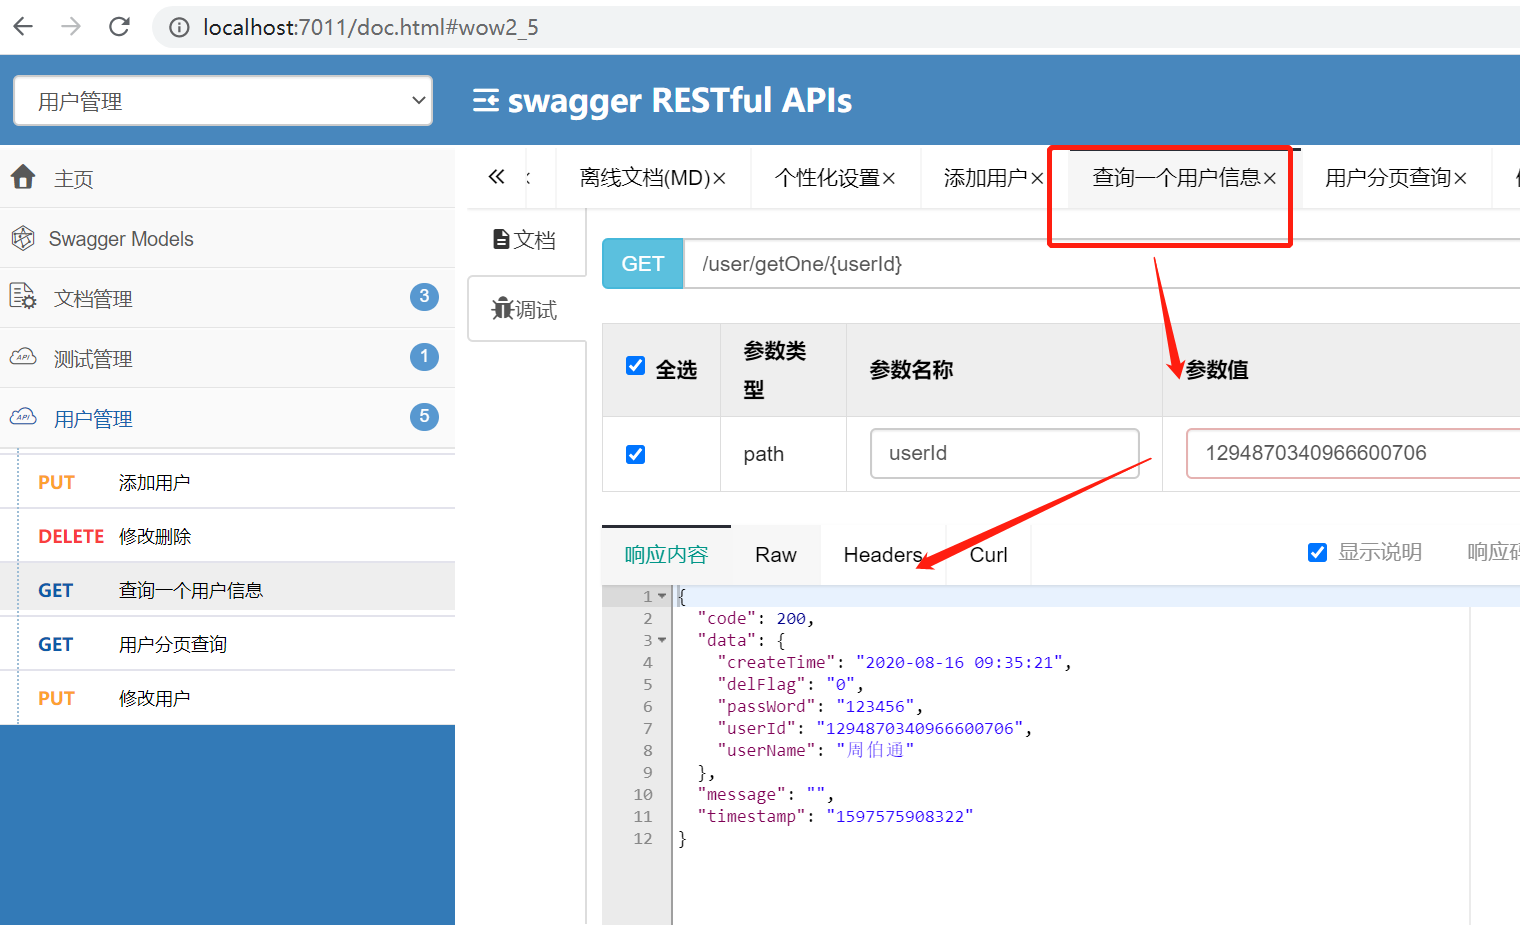 localhost:7011/doc.html#wow2_5
用户管理
swagger RESTful APIs
主页
Swagger Models
文档管理 3
测试管理 1
用户管理 5
PUT 添加用户
DELETE 修改删除
GET 查询一个用户信息
GET 用户分页查询
PUT 修改用户
离线文档(MD)× 个性化设置× 添加用户× 查询一个用户信息× 用户分页查询×
文档
调试
GET /user/getOne/{userId}
全选 参数类型 参数名称 参数值
path userId 1294870340966600706
响应内容 Raw Headers Curl 显示说明 响应码
1 {
2 "code": 200,
3 "data": {
4 "createTime": "2020-08-16 09:35:21",
5 "delFlag": "0",
6 "passWord": "123456",
7 "userId": "1294870340966600706",
8 "userName": "周伯通"
9 },
10 "message": "",
11 "timestamp": "1597575908322"
12 }